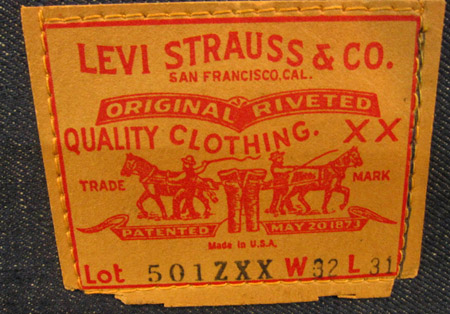 LEVI STRAUSS & CO.
SAN FRANCISCO, CAL.
ORIGINAL RIVETED
QUALITY CLOTHING. XX
TRADE MARK
PATENTED MAY 20 1873
Made in U.S.A.
Lot 501ZXX W 32 L 31